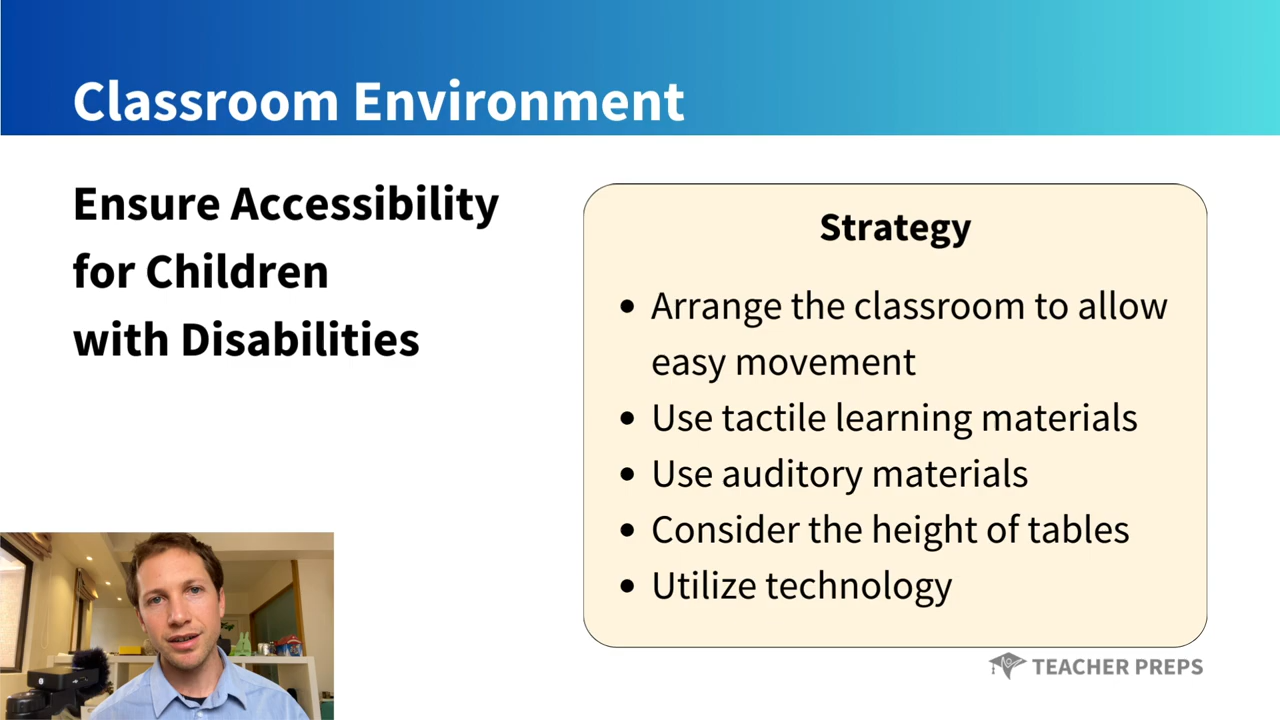 Classroom Environment
Ensure Accessibility
for Children
with Disabilities
Strategy
• Arrange the classroom to allow
easy movement
• Use tactile learning materials
• Use auditory materials
• Consider the height of tables
• Utilize technology
TEACHER PREPS